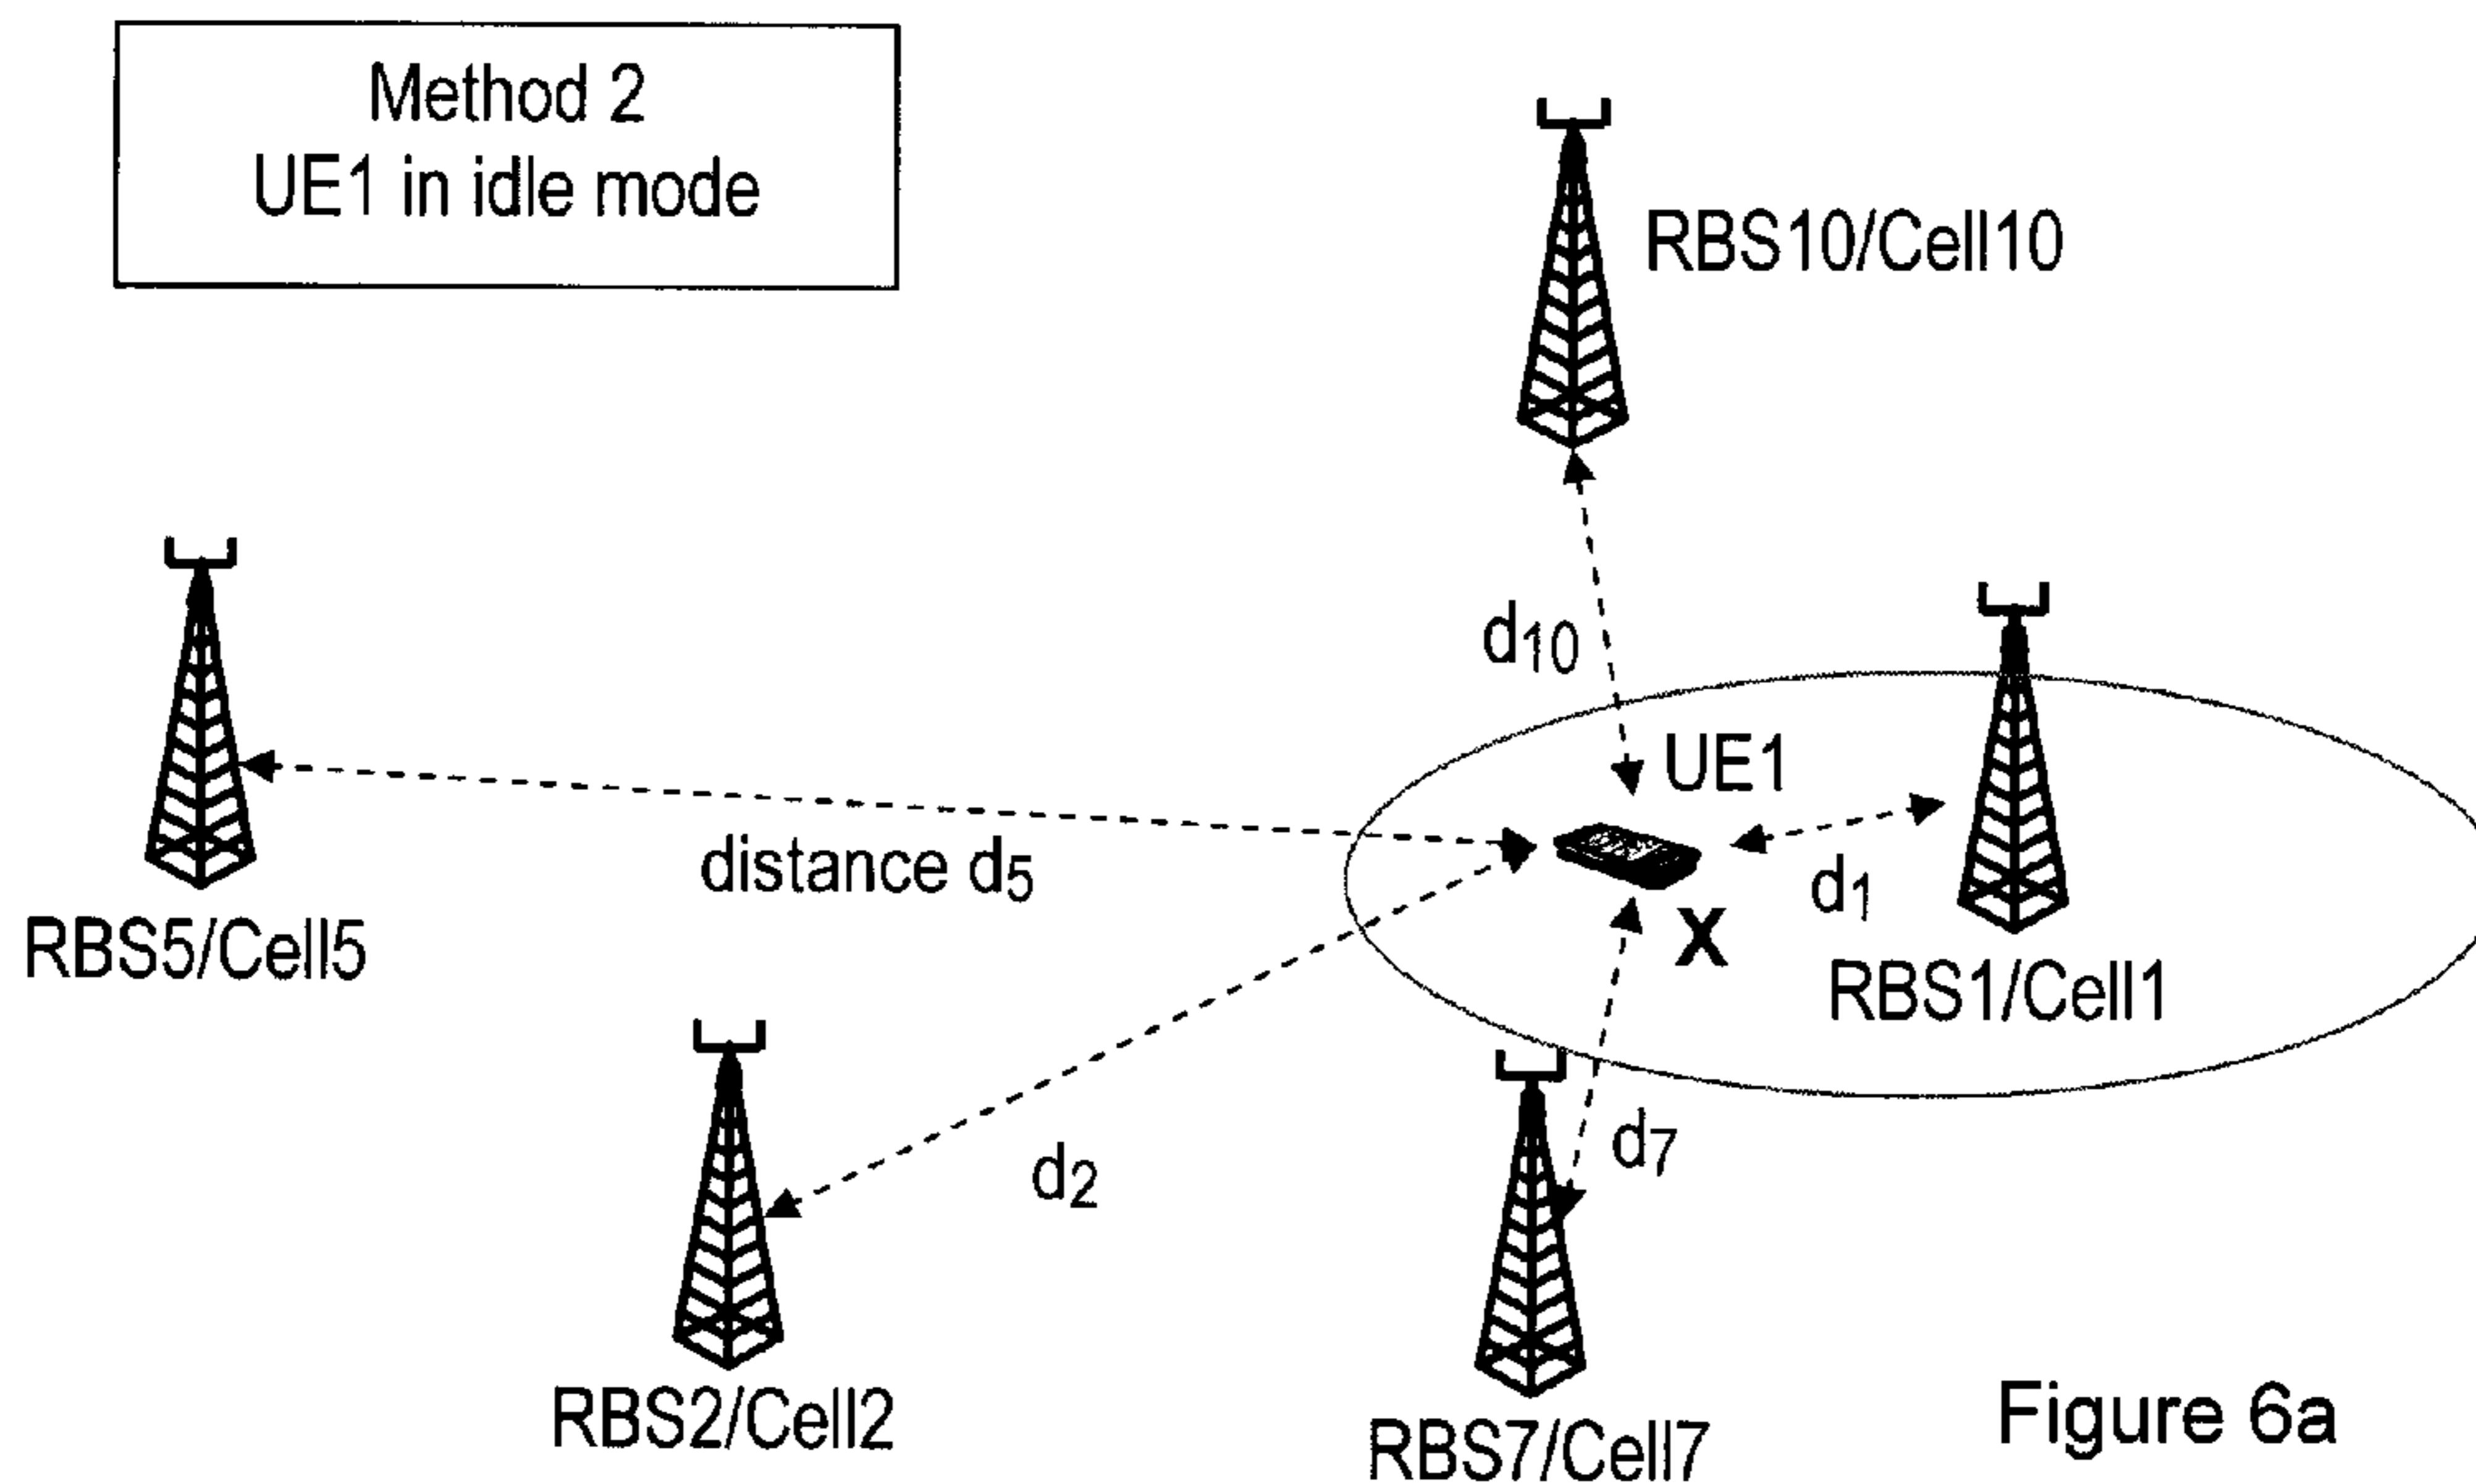 Method 2
UE1 in idle mode
RBS10/Cell10
d10
UE1
distance d5
d1
X
RBS5/Cell5
RBS1/Cell1
d2
d7
RBS2/Cell2
RBS7/Cell7
Figure 6a